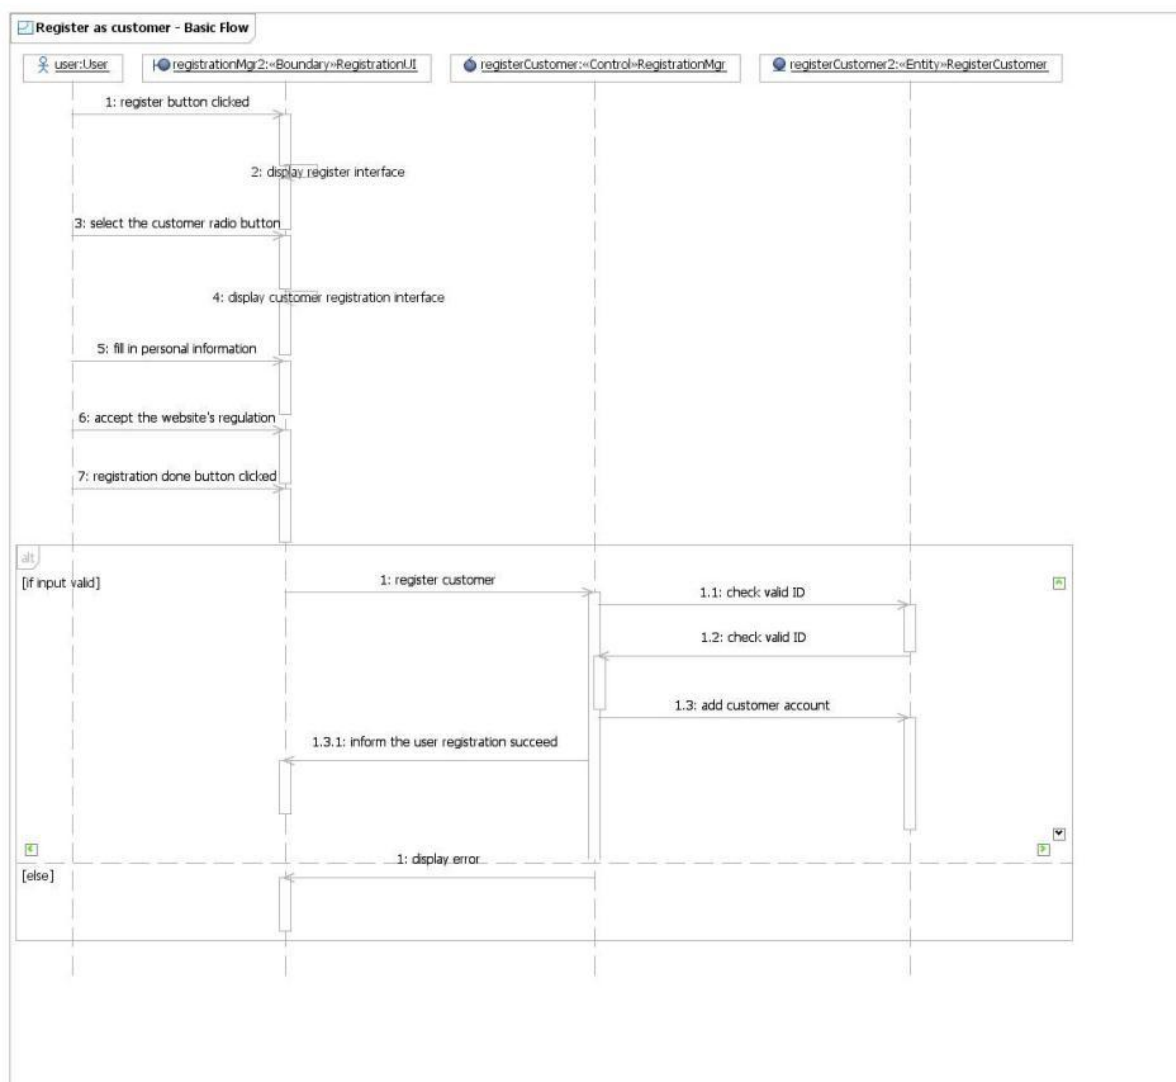 Register as customer - Basic Flow
user:User
registrationMgr2:«Boundary»RegistrationUI
registerCustomer:«Control»RegistrationMgr
registerCustomer2:«Entity»RegisterCustomer
1: register button clicked
2: display register interface
3: select the customer radio button
4: display customer registration interface
5: fill in personal information
6: accept the website's regulation
7: registration done button clicked
alt
[if input valid]
1: register customer
1.1: check valid ID
1.2: check valid ID
1.3: add customer account
1.3.1: inform the user registration succeed
1: display error
[else]